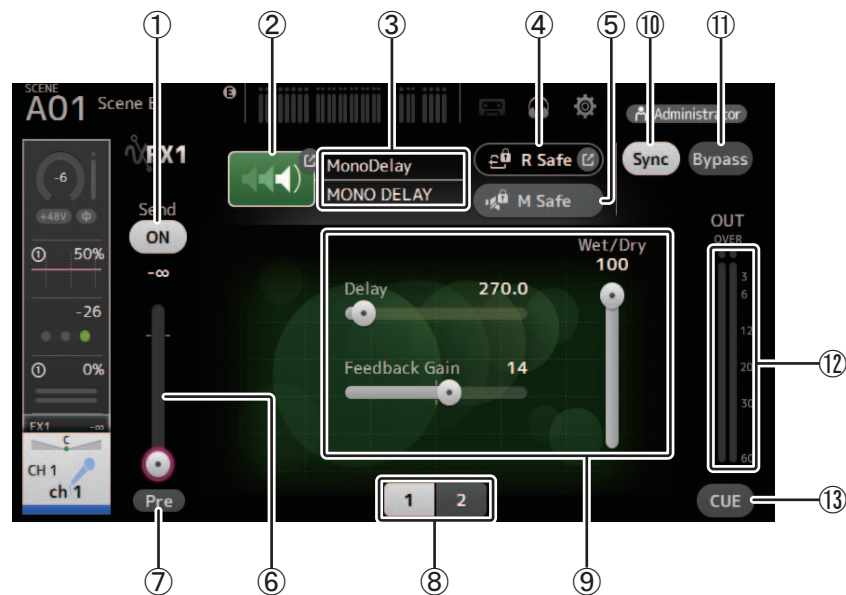 ① ② ③ ④ ⑤ ⑩ ⑪
SCENE
A01
E
Administrator
FX1
MonoDelay
MONO DELAY
R Safe
M Safe
Sync
Bypass
-6
+48V Φ
Send
ON
-∞
OUT
OVER
① 50%
-26
① 0%
FX1 -∞
C
CH 1
ch 1
Pre
Delay 270.0
Feedback Gain 14
Wet/Dry
100
3
6
12
20
30
60
⑫
1 2
CUE
⑬
⑦ ⑥ ⑧ ⑨